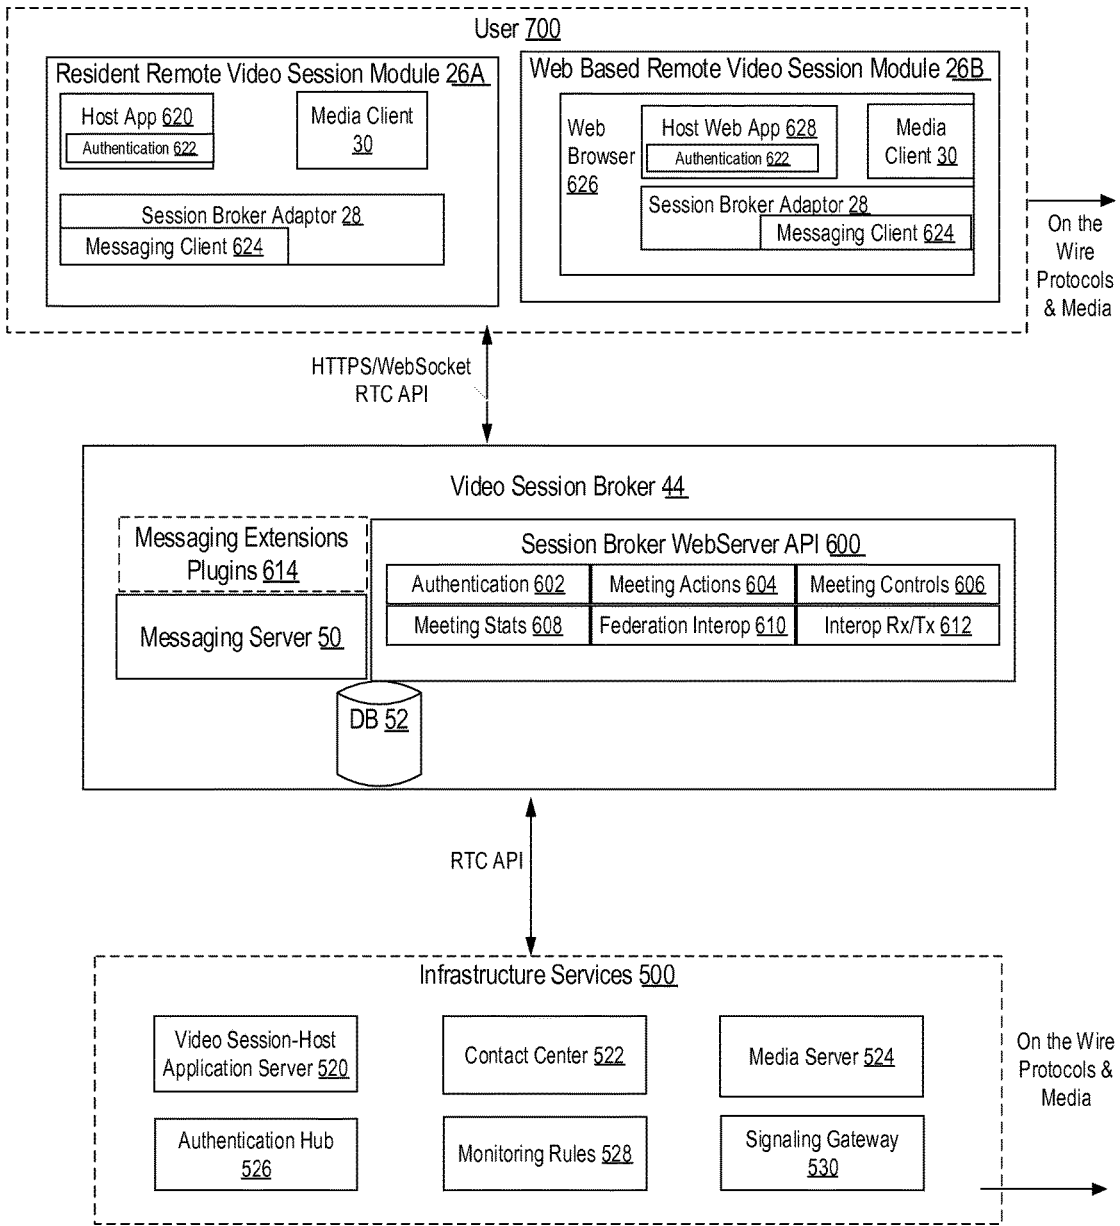 User 700
Resident Remote Video Session Module 26A
Host App 620
Authentication 622
Media Client
30
Session Broker Adaptor 28
Messaging Client 624
Web Based Remote Video Session Module 26B
Web
Browser
626
Host Web App 628
Authentication 622
Media
Client 30
Session Broker Adaptor 28
Messaging Client 624
On the
Wire
Protocols
& Media
HTTPS/WebSocket
RTC API
Video Session Broker 44
Messaging Extensions
Plugins 614
Messaging Server 50
Session Broker WebServer API 600
Authentication 602
Meeting Actions 604
Meeting Controls 606
Meeting Stats 608
Federation Interop 610
Interop Rx/Tx 612
DB 52
RTC API
Infrastructure Services 500
Video Session-Host
Application Server 520
Contact Center 522
Media Server 524
Authentication Hub
526
Monitoring Rules 528
Signaling Gateway
530
On the Wire
Protocols &
Media